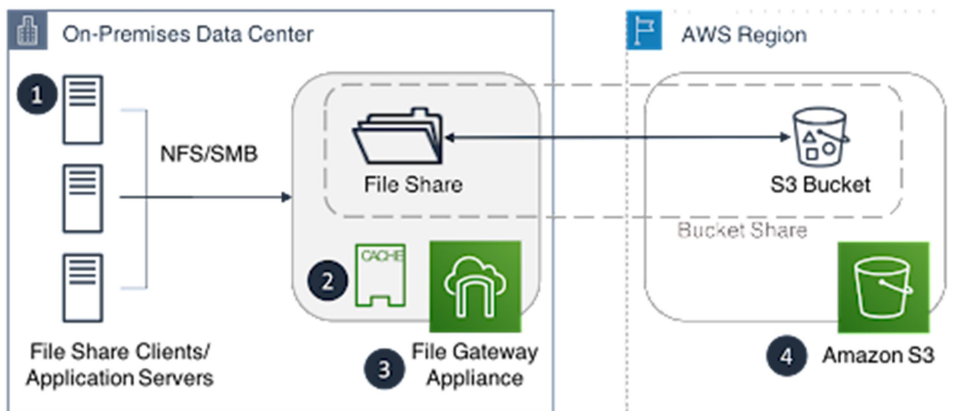 On-Premises Data Center
AWS Region
1
NFS/SMB
File Share
S3 Bucket
Bucket Share
CACHE
2
File Share Clients/
Application Servers
3
File Gateway
Appliance
4
Amazon S3